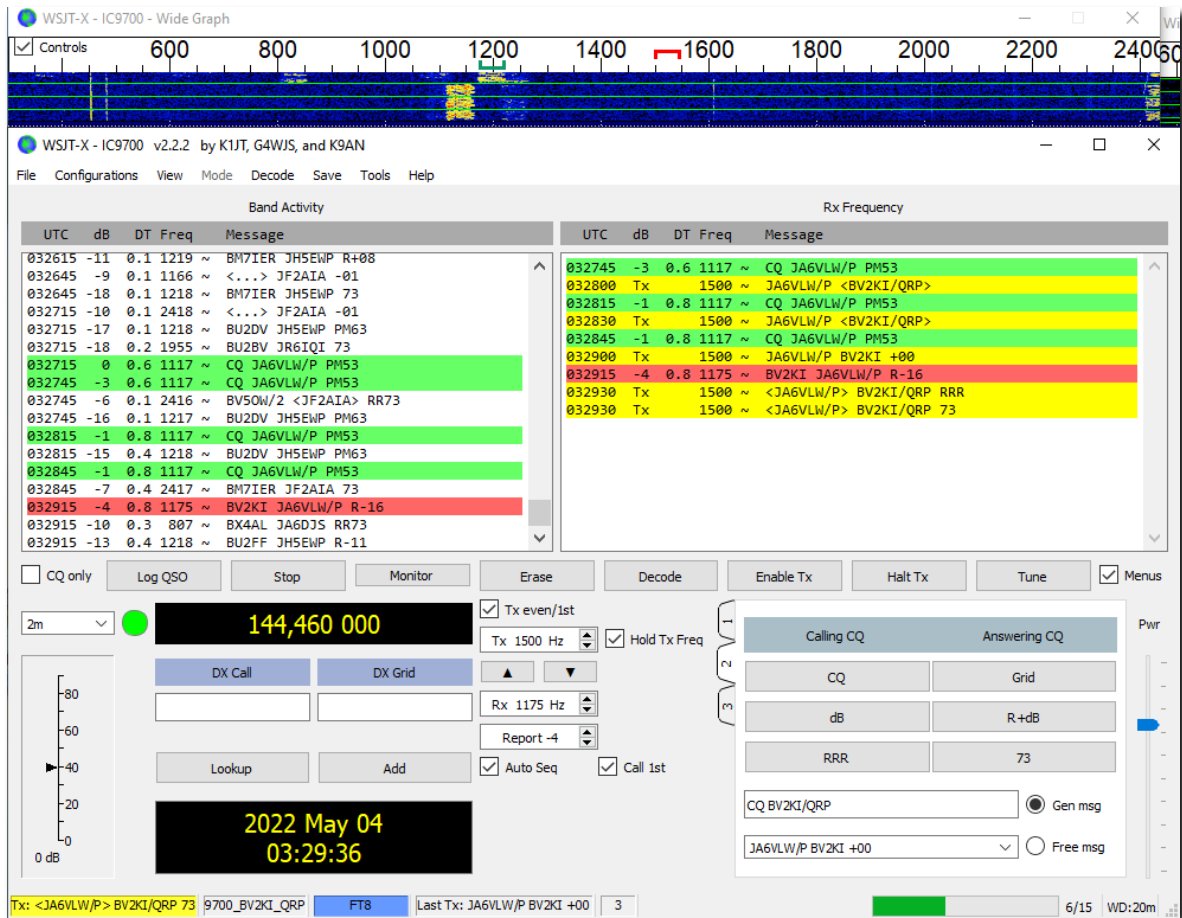 WSJT-X - IC9700 - Wide Graph
Controls 600 800 1000 1200 1400 1600 1800 2000 2200 2400
WSJT-X - IC9700 v2.2.2 by K1JT, G4WJS, and K9AN
File Configurations View Mode Decode Save Tools Help
Band Activity
UTC dB DT Freq Message
032615 -11 0.1 1219 ~ BM7IER JH5EWP R+08
032645 -9 0.1 1166 ~ <...> JF2AIA -01
032645 -18 0.1 1218 ~ BM7IER JH5EWP 73
032715 -10 0.1 2418 ~ <...> JF2AIA -01
032715 -17 0.1 1218 ~ BU2DV JH5EWP PM63
032715 -18 0.2 1955 ~ BU2BV JR6IQI 73
032715 0 0.6 1117 ~ CQ JA6VLW/P PM53
032745 -3 0.6 1117 ~ CQ JA6VLW/P PM53
032745 -6 0.1 2416 ~ BV5OW/2 <JF2AIA> RR73
032745 -16 0.1 1217 ~ BU2DV JH5EWP PM63
032815 -1 0.8 1117 ~ CQ JA6VLW/P PM53
032815 -15 0.4 1218 ~ BU2DV JH5EWP PM63
032845 -1 0.8 1117 ~ CQ JA6VLW/P PM53
032845 -7 0.4 2417 ~ BM7IER JF2AIA 73
032915 -4 0.8 1175 ~ BV2KI JA6VLW/P R-16
032915 -10 0.3 807 ~ BX4AL JA6DJS RR73
032915 -13 0.4 1218 ~ BU2FF JH5EWP R-11
Rx Frequency
UTC dB DT Freq Message
032745 -3 0.6 1117 ~ CQ JA6VLW/P PM53
032800 Tx 1500 ~ JA6VLW/P <BV2KI/QRP>
032815 -1 0.8 1117 ~ CQ JA6VLW/P PM53
032830 Tx 1500 ~ JA6VLW/P <BV2KI/QRP>
032845 -1 0.8 1117 ~ CQ JA6VLW/P PM53
032900 Tx 1500 ~ JA6VLW/P BV2KI +00
032915 -4 0.8 1175 ~ BV2KI JA6VLW/P R-16
032930 Tx 1500 ~ <JA6VLW/P> BV2KI/QRP RRR
032930 Tx 1500 ~ <JA6VLW/P> BV2KI/QRP 73
CQ only Log QSO Stop Monitor Erase Decode Enable Tx Halt Tx Tune Menus
2m
144,460 000
DX Call DX Grid
Lookup Add
2022 May 04
03:29:36
80
60
40
20
0
0 dB
Tx even/1st
Tx 1500 Hz Hold Tx Freq
▲ ▼
Rx 1175 Hz
Report -4
Auto Seq Call 1st
1
2
3
Calling CQ Answering CQ
CQ Grid
dB R+dB
RRR 73
CQ BV2KI/QRP Gen msg
JA6VLW/P BV2KI +00 Free msg
Pwr
Tx: <JA6VLW/P> BV2KI/QRP 73 9700_BV2KI_QRP FT8 Last Tx: JA6VLW/P BV2KI +00 3 6/15 WD:20m